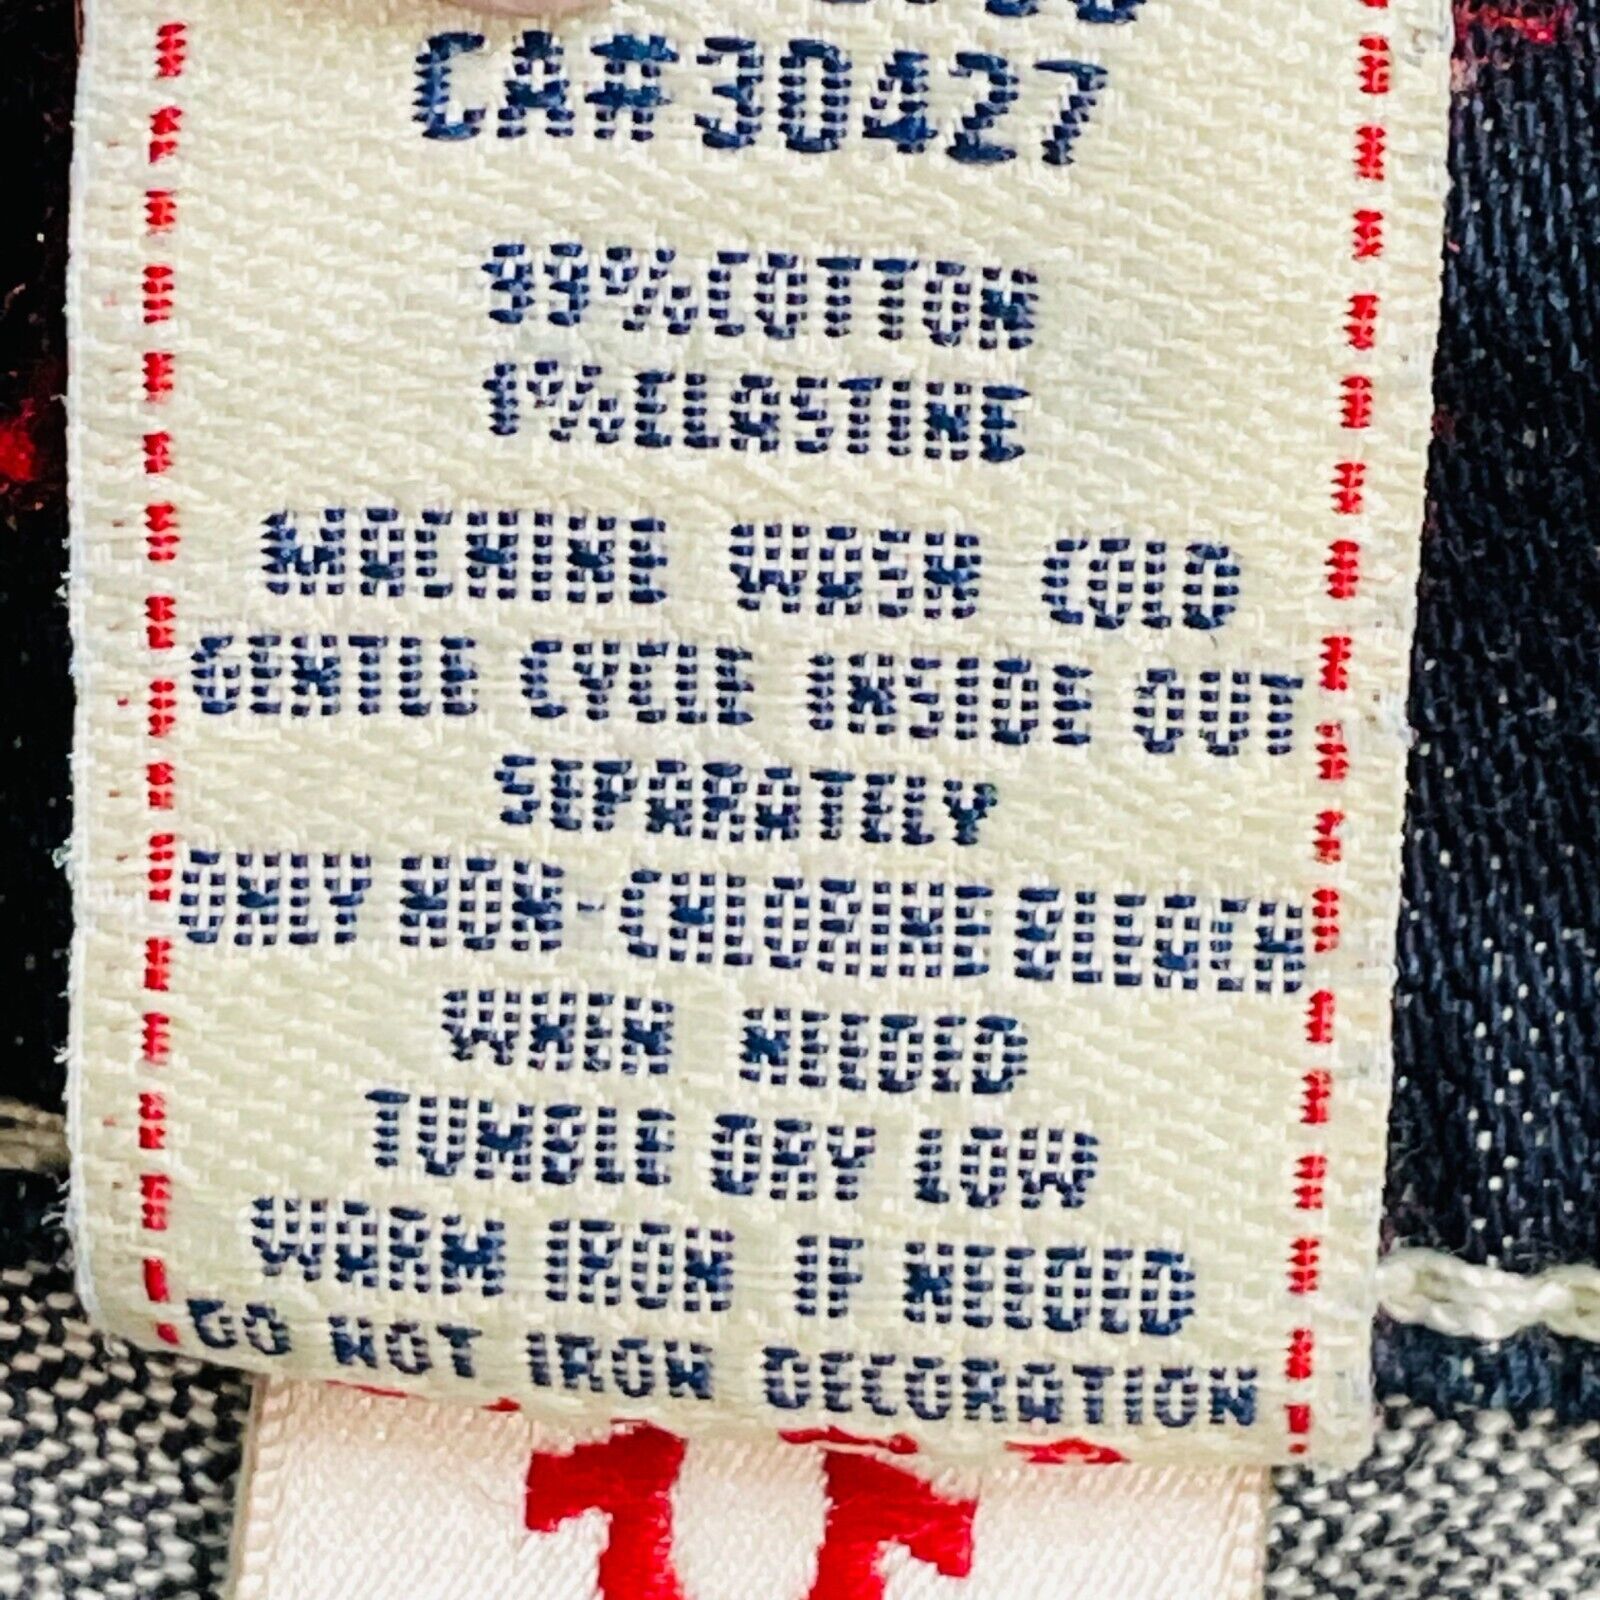 CA#30427
99%COTTON
1%ELASTINE
MACHINE WASH COLD
GENTLE CYCLE INSIDE OUT
SEPARATELY
ONLY NON-CHLORINE BLEACH
WHEN NEEDED
TUMBLE DRY LOW
WARM IRON IF NEEDED
DO NOT IRON DECORATION